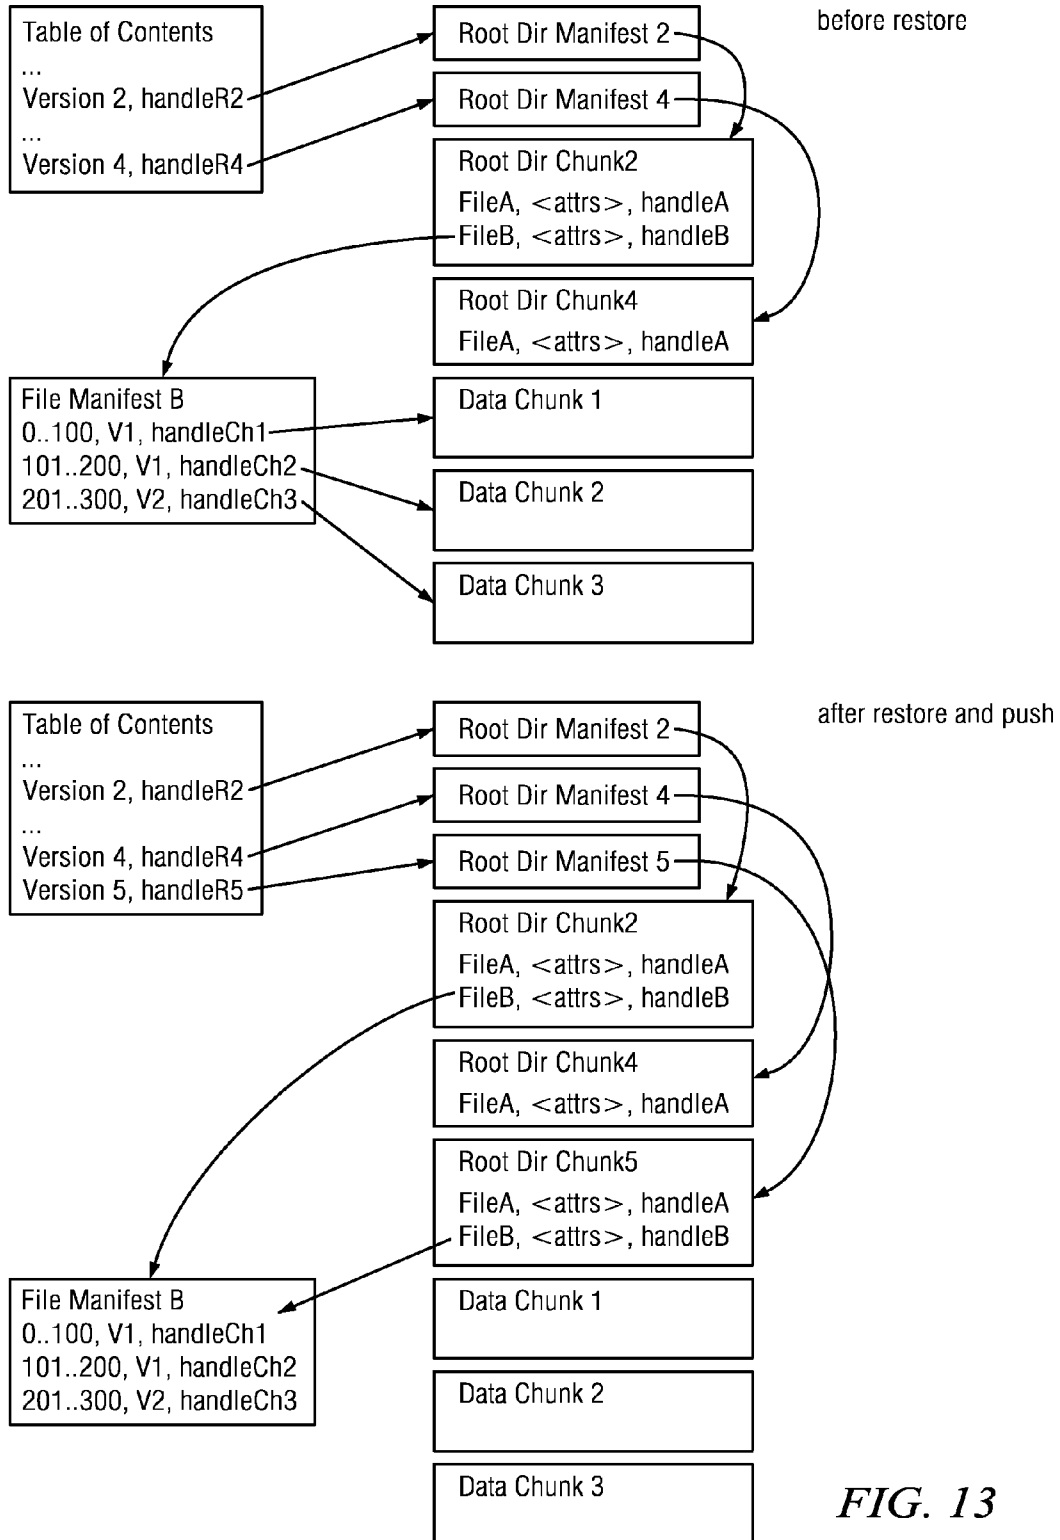 before restore
Table of Contents
...
Version 2, handleR2
...
Version 4, handleR4
Root Dir Manifest 2
Root Dir Manifest 4
Root Dir Chunk2
FileA, <attrs>, handleA
FileB, <attrs>, handleB
Root Dir Chunk4
FileA, <attrs>, handleA
File Manifest B
0..100, V1, handleCh1
101..200, V1, handleCh2
201..300, V2, handleCh3
Data Chunk 1
Data Chunk 2
Data Chunk 3
after restore and push
Table of Contents
...
Version 2, handleR2
...
Version 4, handleR4
Version 5, handleR5
Root Dir Manifest 2
Root Dir Manifest 4
Root Dir Manifest 5
Root Dir Chunk2
FileA, <attrs>, handleA
FileB, <attrs>, handleB
Root Dir Chunk4
FileA, <attrs>, handleA
Root Dir Chunk5
FileA, <attrs>, handleA
FileB, <attrs>, handleB
File Manifest B
0..100, V1, handleCh1
101..200, V1, handleCh2
201..300, V2, handleCh3
Data Chunk 1
Data Chunk 2
Data Chunk 3
FIG. 13